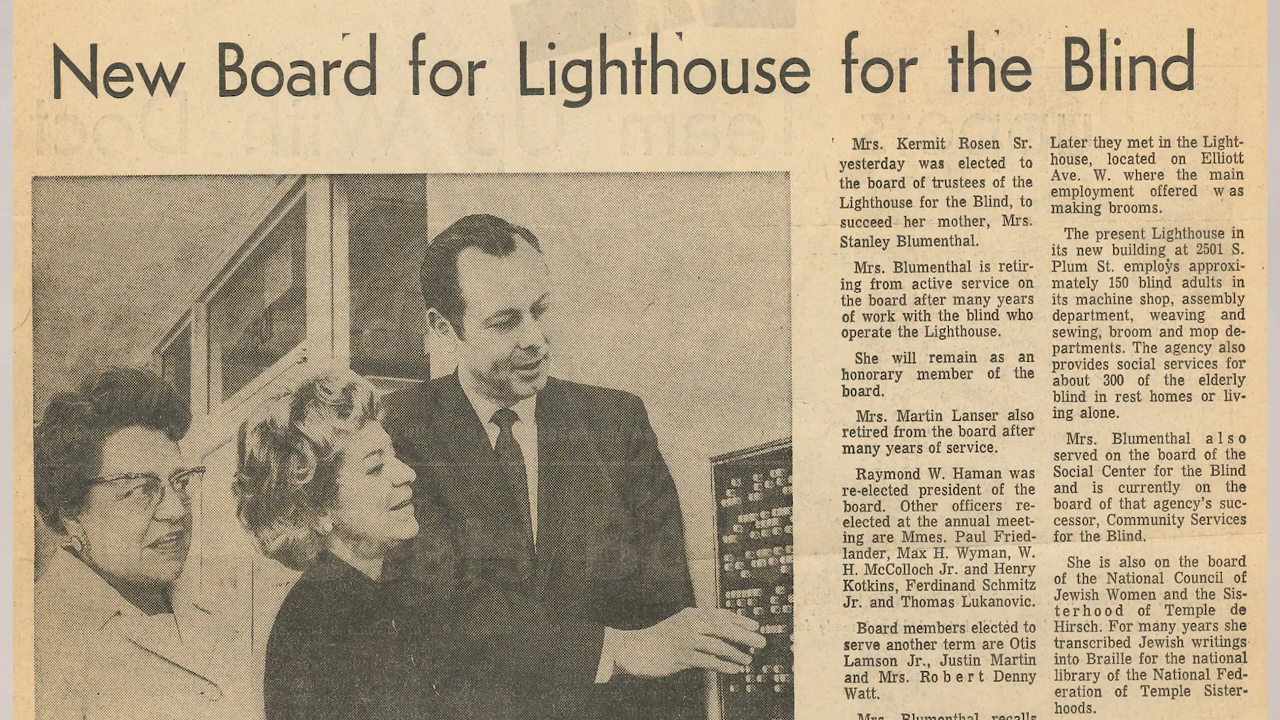 New Board for Lighthouse for the Blind
Mrs. Kermit Rosen Sr.
yesterday was elected to
the board of trustees of the
Lighthouse for the Blind, to
succeed her mother, Mrs.
Stanley Blumenthal.
Mrs. Blumenthal is retir-
ing from active service on
the board after many years
of work with the blind who
operate the Lighthouse.
She will remain as an
honorary member of the
board.
Mrs. Martin Lanser also
retired from the board after
many years of service.
Raymond W. Haman was
re-elected president of the
board. Other officers re-
elected at the annual meet-
ing are Mmes. Paul Fried-
lander, Max H. Wyman, W.
H. McColloch Jr. and Henry
Kotkins, Ferdinand Schmitz
Jr. and Thomas Lukanovic.
Board members elected to
serve another term are Otis
Lamson Jr., Justin Martin
and Mrs. Robert Denny
Watt.
Mrs. Blumenthal recalls
Later they met in the Light-
house, located on Elliott
Ave. W. where the main
employment offered was
making brooms.
The present Lighthouse in
its new building at 2501 S.
Plum St. employs approxi-
mately 150 blind adults in
its machine shop, assembly
department, weaving and
sewing, broom and mop de-
partments. The agency also
provides social services for
about 300 of the elderly
blind in rest homes or liv-
ing alone.
Mrs. Blumenthal also
served on the board of the
Social Center for the Blind
and is currently on the
board of that agency's suc-
cessor, Community Services
for the Blind.
She is also on the board
of the National Council of
Jewish Women and the Sis-
terhood of Temple de
Hirsch. For many years she
transcribed Jewish writings
into Braille for the national
library of the National Fed-
eration of Temple Sister-
hoods.